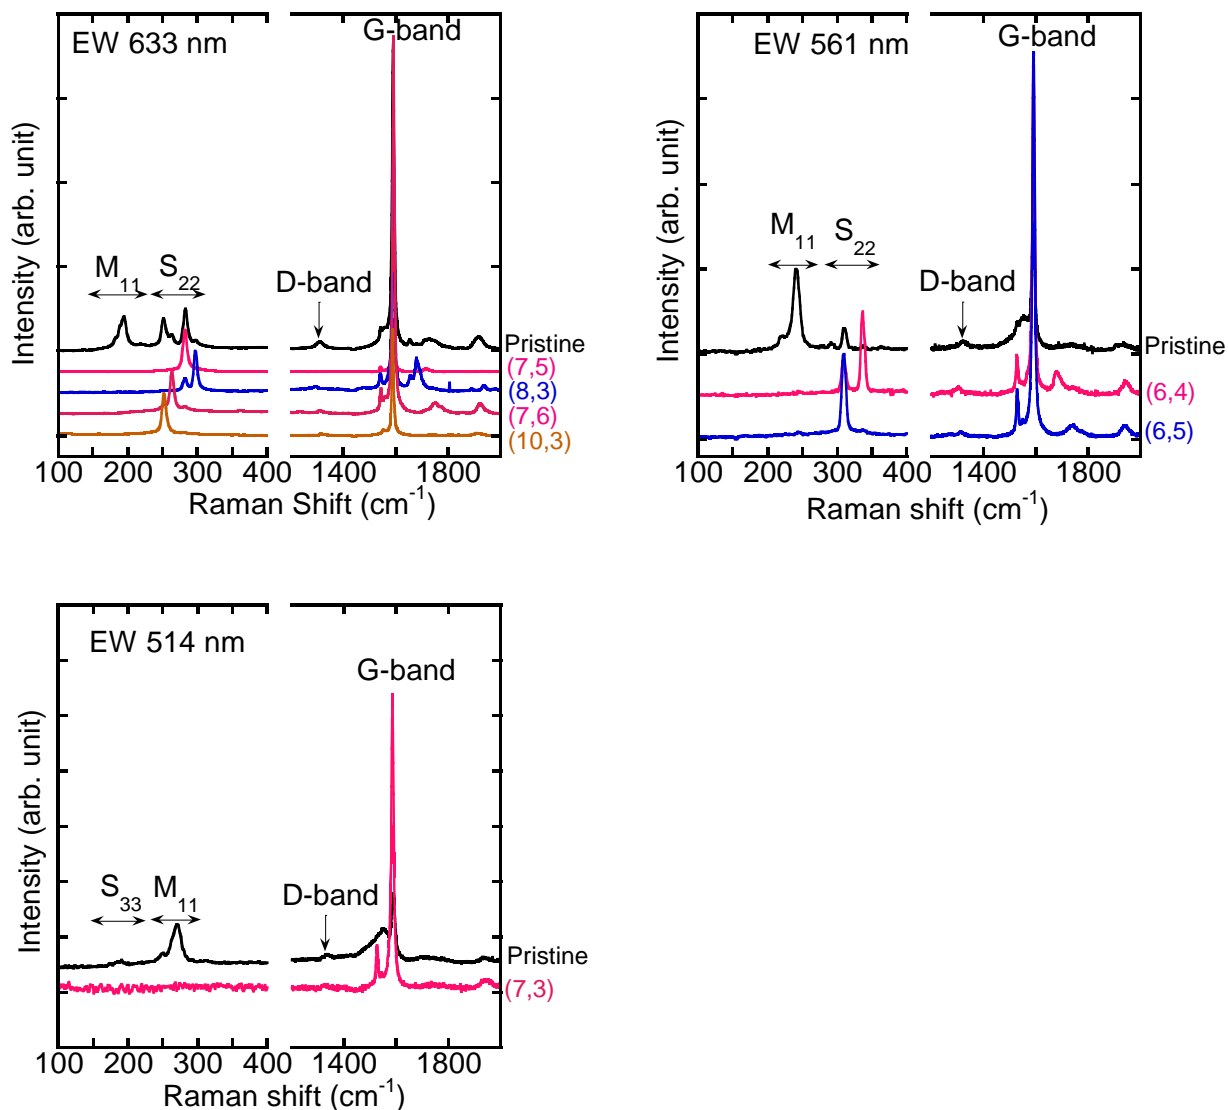 EW 633 nm
G-band
Intensity (arb. unit)
M11
S22
D-band
Pristine
(7,5)
(8,3)
(7,6)
(10,3)
100 200 300 400 1400 1800
Raman Shift (cm-1)
EW 561 nm
G-band
Intensity (arb. unit)
M11
S22
D-band
Pristine
(6,4)
(6,5)
100 200 300 400 1400 1800
Raman shift (cm-1)
EW 514 nm
G-band
Intensity (arb. unit)
S33
M11
D-band
Pristine
(7,3)
100 200 300 400 1400 1800
Raman shift (cm-1)